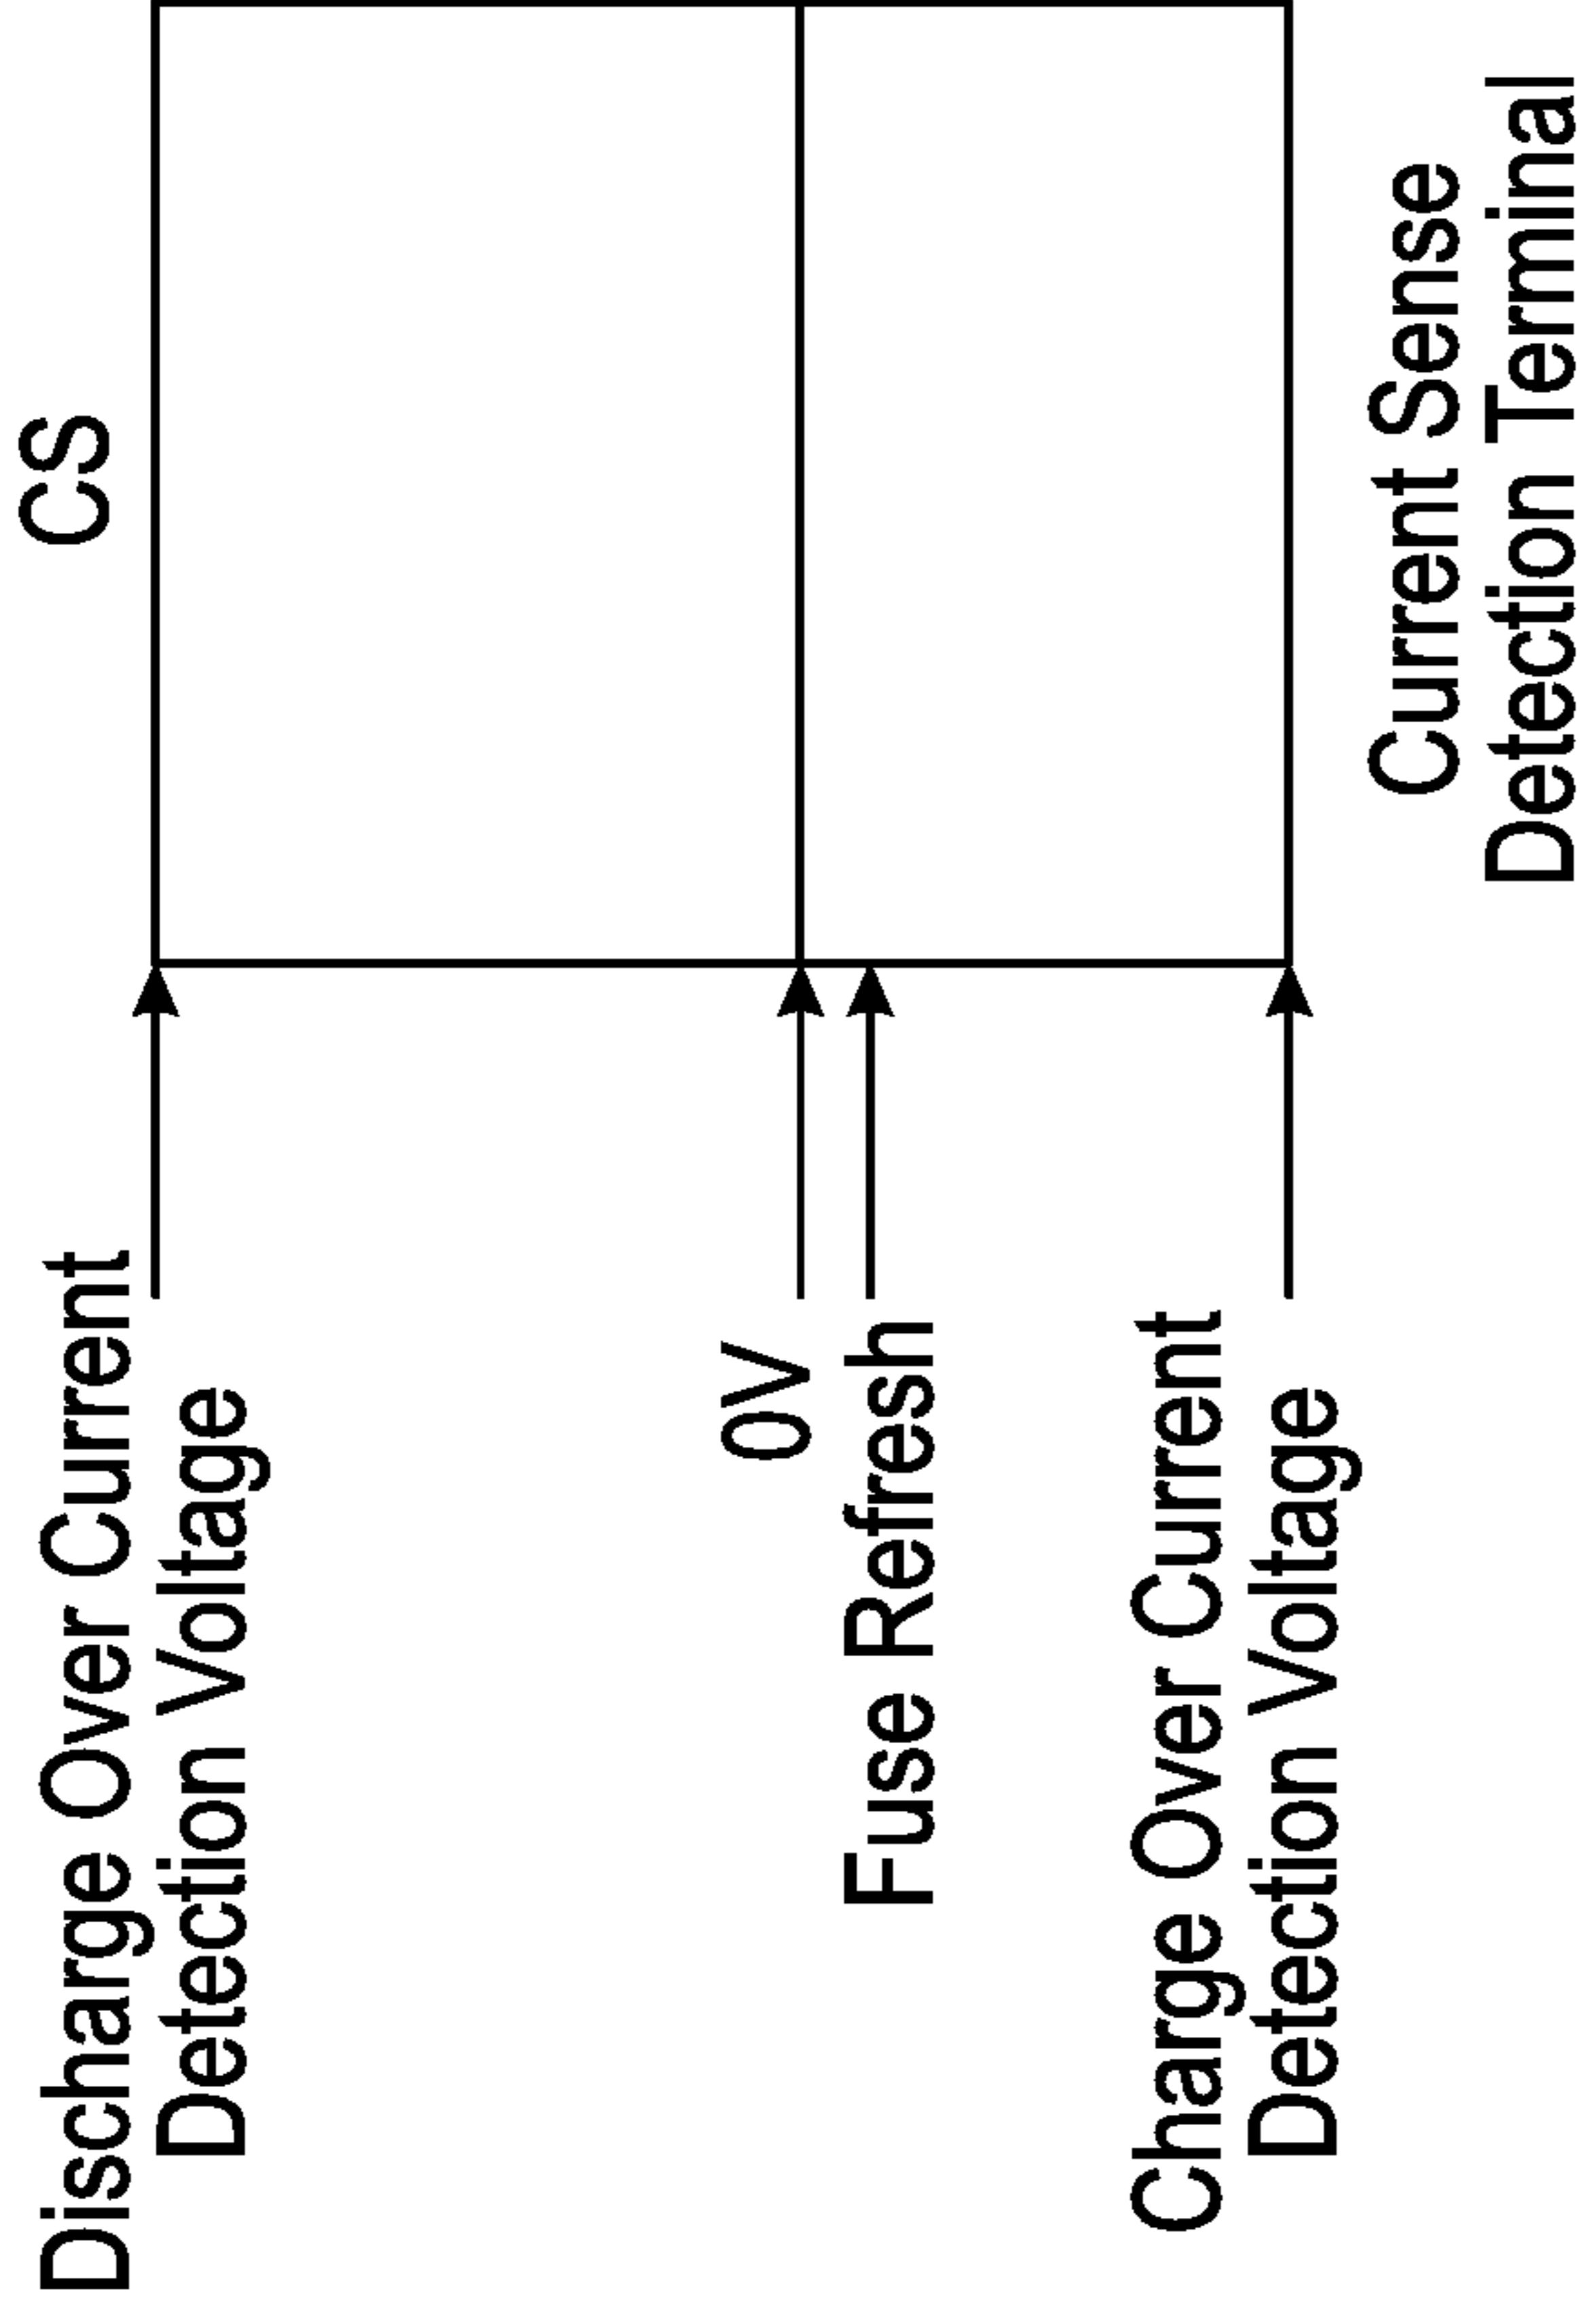 CS
Discharge Over Current
Detection Voltage
0V
Fuse Refresh
Charge Over Current
Detection Voltage
Current Sense
Detection Terminal